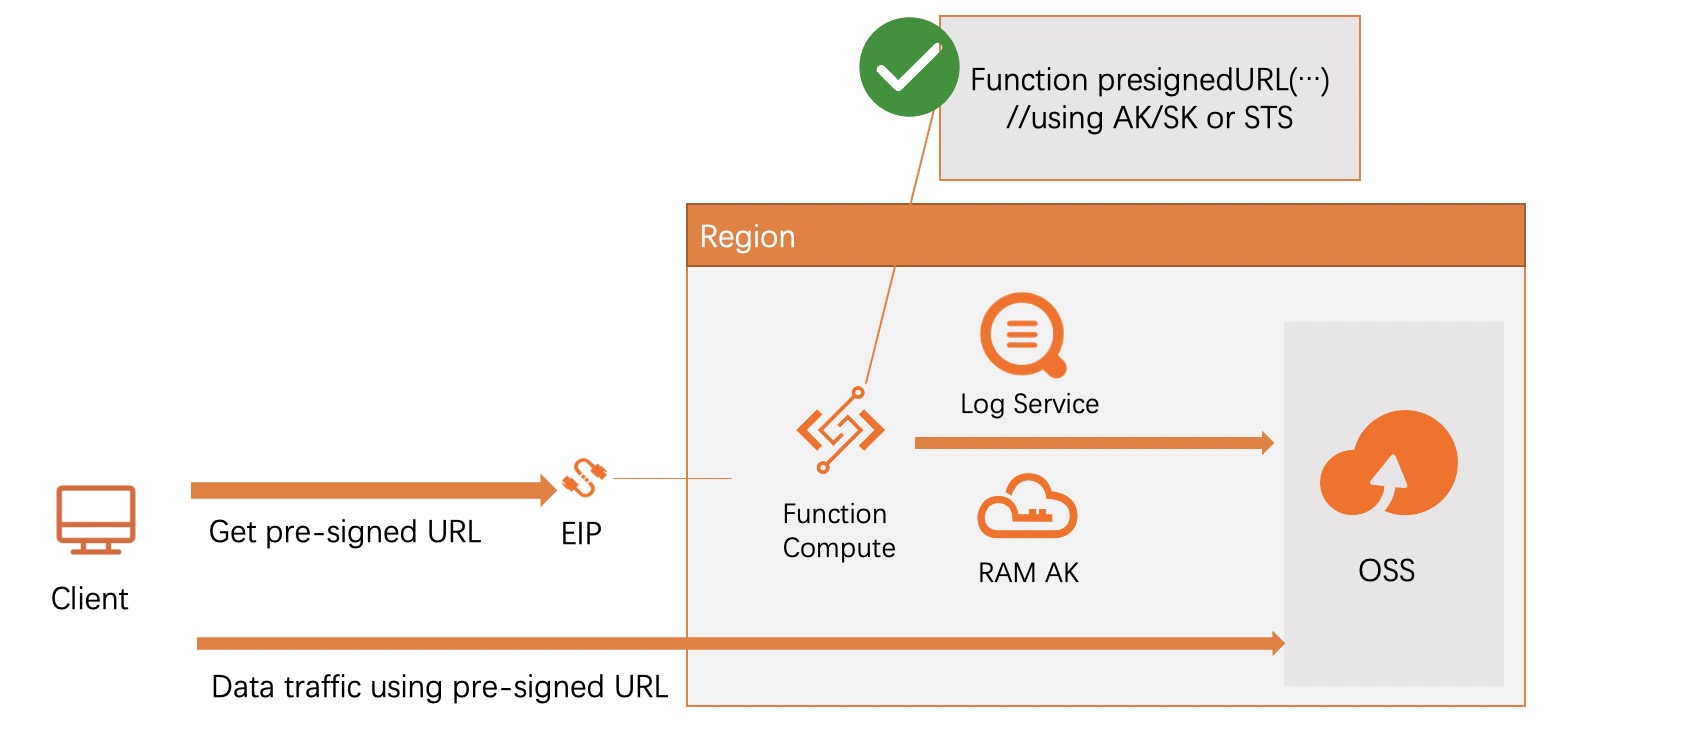 Function presignedURL(···)
//using AK/SK or STS
Region
Log Service
Function
Compute
RAM AK
OSS
Get pre-signed URL
EIP
Client
Data traffic using pre-signed URL